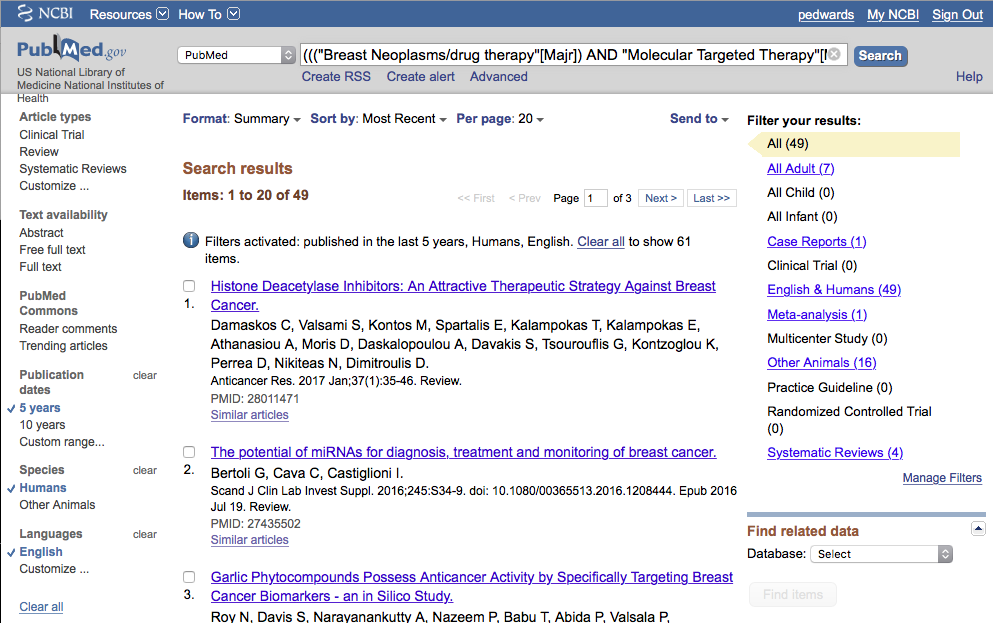 NCBI Resources How To pedwards My NCBI Sign Out
PubMed.gov
US National Library of
Medicine National Institutes of
Health
PubMed ((("Breast Neoplasms/drug therapy"[Majr]) AND "Molecular Targeted Therapy"[ Search
Create RSS Create alert Advanced Help
Article types
Clinical Trial
Review
Systematic Reviews
Customize ...
Text availability
Abstract
Free full text
Full text
PubMed
Commons
Reader comments
Trending articles
Publication clear
dates
5 years
10 years
Custom range...
Species clear
Humans
Other Animals
Languages clear
English
Customize ...
Clear all
Format: Summary Sort by: Most Recent Per page: 20 Send to
Search results
Items: 1 to 20 of 49
<< First < Prev Page 1 of 3 Next > Last >>
Filters activated: published in the last 5 years, Humans, English. Clear all to show 61
items.
Histone Deacetylase Inhibitors: An Attractive Therapeutic Strategy Against Breast
1. Cancer.
Damaskos C, Valsami S, Kontos M, Spartalis E, Kalampokas T, Kalampokas E,
Athanasiou A, Moris D, Daskalopoulou A, Davakis S, Tsourouflis G, Kontzoglou K,
Perrea D, Nikiteas N, Dimitroulis D.
Anticancer Res. 2017 Jan;37(1):35-46. Review.
PMID: 28011471
Similar articles
The potential of miRNAs for diagnosis, treatment and monitoring of breast cancer.
2. Bertoli G, Cava C, Castiglioni I.
Scand J Clin Lab Invest Suppl. 2016;245:S34-9. doi: 10.1080/00365513.2016.1208444. Epub 2016
Jul 19. Review.
PMID: 27435502
Similar articles
Garlic Phytocompounds Possess Anticancer Activity by Specifically Targeting Breast
3. Cancer Biomarkers - an in Silico Study.
Roy N, Davis S, Narayanankutty A, Nazeem P, Babu T, Abida P, Valsala P,
Filter your results:
All (49)
All Adult (7)
All Child (0)
All Infant (0)
Case Reports (1)
Clinical Trial (0)
English & Humans (49)
Meta-analysis (1)
Multicenter Study (0)
Other Animals (16)
Practice Guideline (0)
Randomized Controlled Trial
(0)
Systematic Reviews (4)
Manage Filters
Find related data
Database: Select
Find items